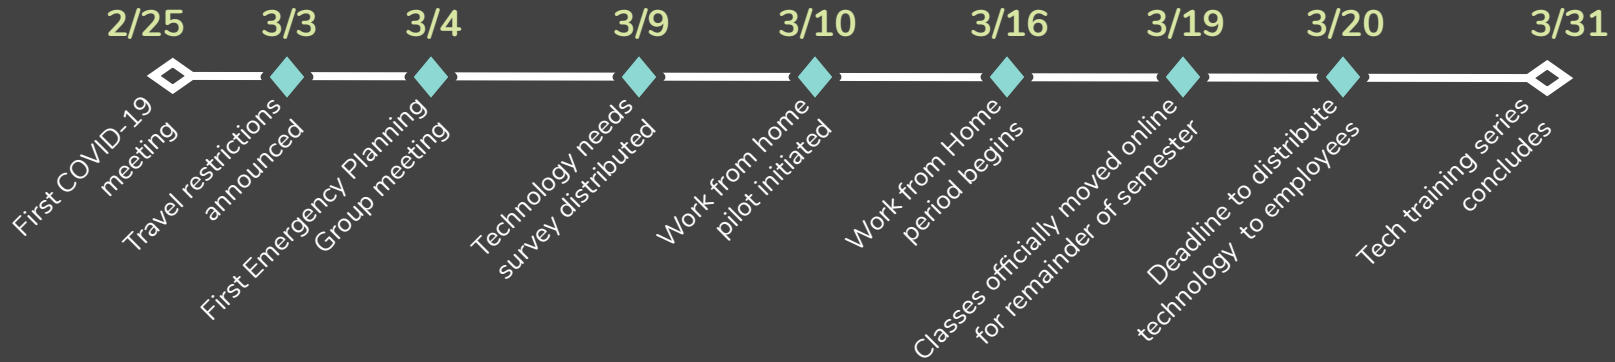 2/25
3/3
3/4
3/9
3/10
3/16
3/19
3/20
3/31
First COVID-19
meeting
Travel restrictions
announced
First Emergency Planning
Group meeting
Technology needs
survey distributed
Work from home
pilot initiated
Work from Home
period begins
Classes officially moved online
for remainder of semester
Deadline to distribute
technology to employees
Tech training series
concludes